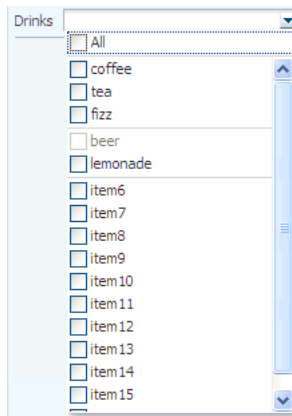 Drinks
All
coffee
tea
fizz
beer
lemonade
item6
item7
item8
item9
item10
item11
item12
item13
item14
item15